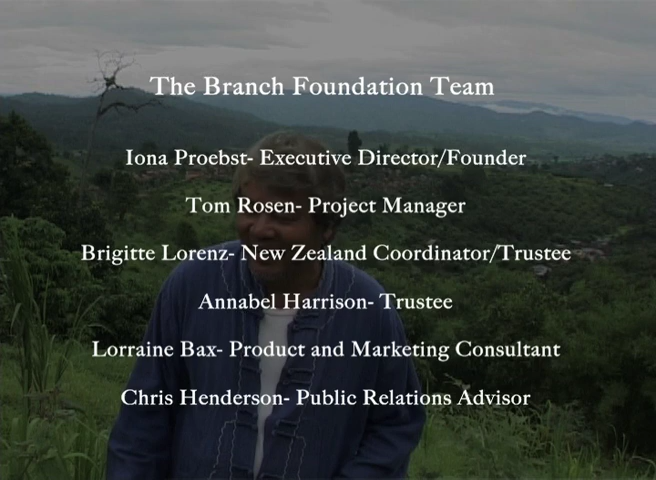 The Branch Foundation Team
Iona Proebst- Executive Director/Founder
Tom Rosen- Project Manager
Brigitte Lorenz- New Zealand Coordinator/Trustee
Annabel Harrison- Trustee
Lorraine Bax- Product and Marketing Consultant
Chris Henderson- Public Relations Advisor